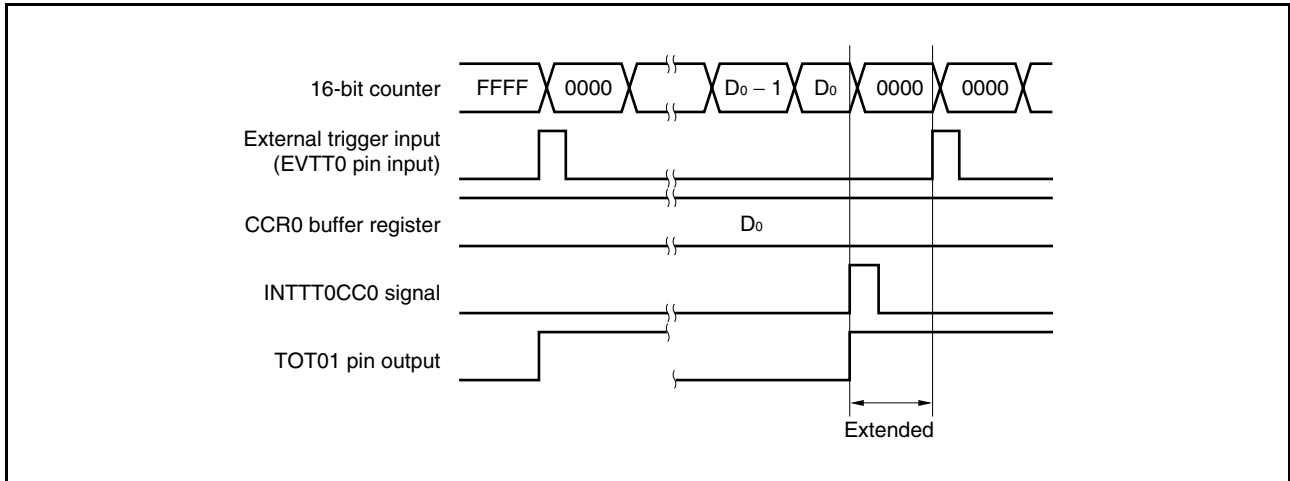 16-bit counter FFFF 0000 D₀ − 1 D₀ 0000 0000
External trigger input
(EVTT0 pin input)
CCR0 buffer register D₀
INTTT0CC0 signal
TOT01 pin output
Extended